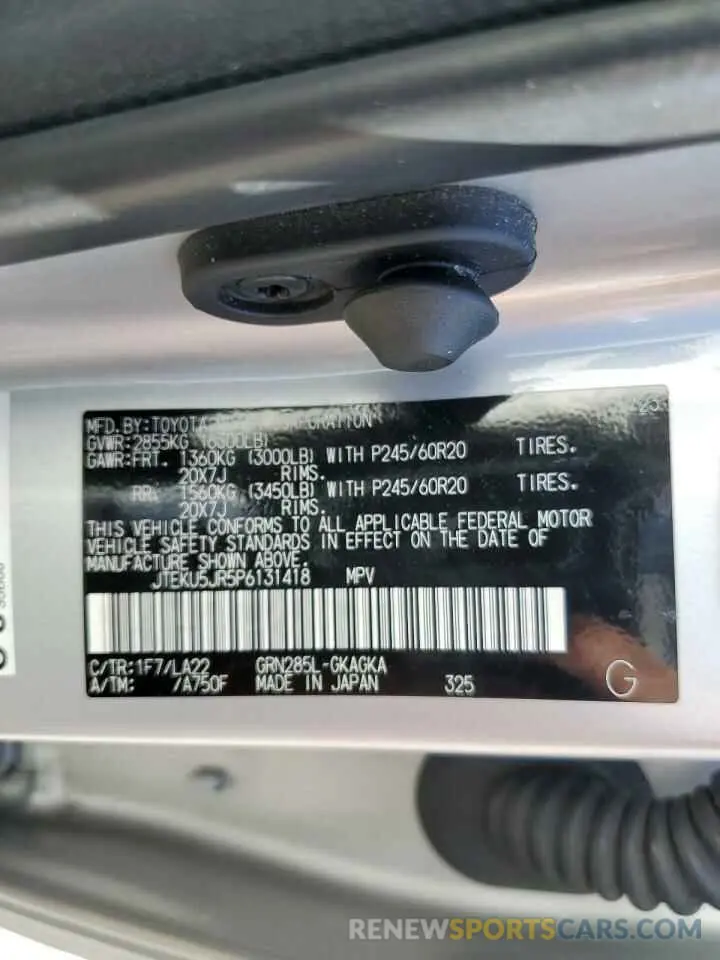 MFD.BY:TOYOTA 23
GVWR:2855KG (6300LB)
GAWR:FRT. 1360KG (3000LB) WITH P245/60R20 TIRES.
20X7J RIMS.
RR. 1560KG (3450LB) WITH P245/60R20 TIRES.
20X7J RIMS.
THIS VEHICLE CONFORMS TO ALL APPLICABLE FEDERAL MOTOR
VEHICLE SAFETY STANDARDS IN EFFECT ON THE DATE OF
MANUFACTURE SHOWN ABOVE.
JTEKU5JR5P6131418 MPV
C/TR:1F7/LA22 GRN285L-GKAGKA
A/TM: /A750F MADE IN JAPAN 325 G
RENEWSPORTSCARS.COM